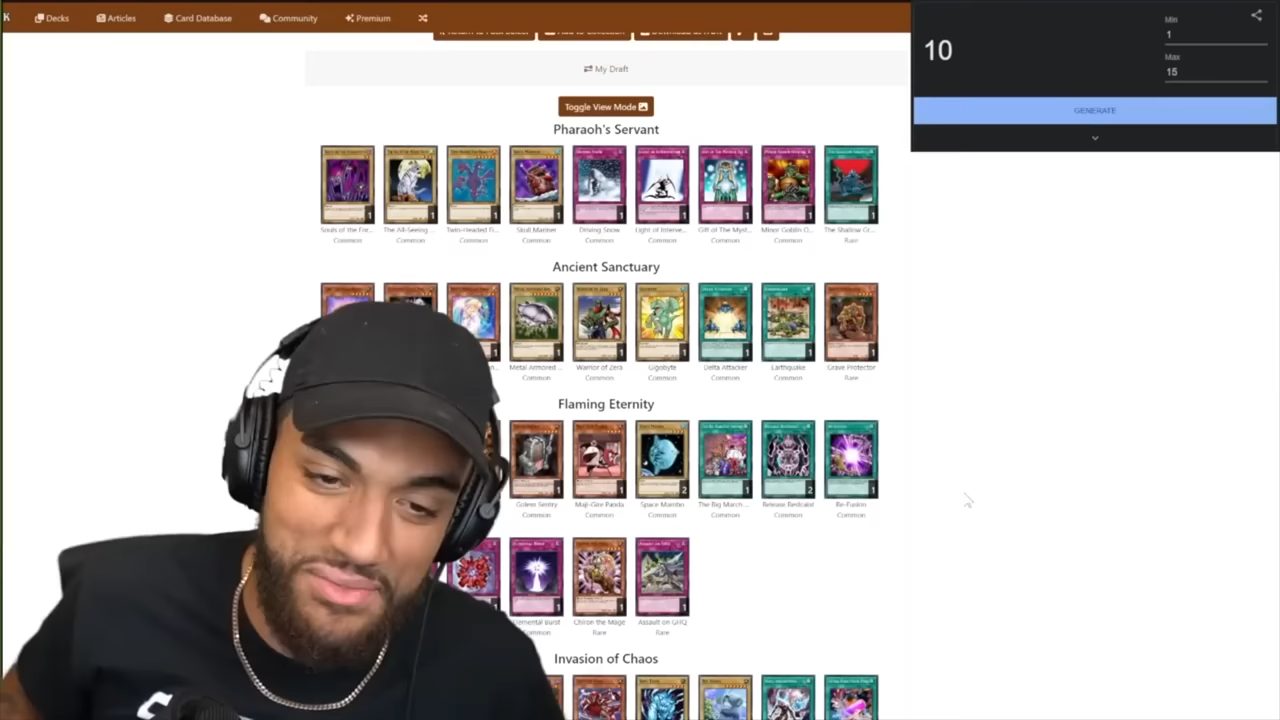 K
Decks
Articles
Card Database
Community
Premium
10
Min
1
Max
15
GENERATE
My Draft
Toggle View Mode
Pharaoh's Servant
Souls of the For...
The All-Seeing ...
Twin-Headed Fi...
Skull Mariner
Driving Snow
Light of Interve...
Gift of The Myst...
Minor Goblin O...
The Shallow Gr...
Common
Common
Common
Common
Common
Common
Common
Common
Rare
Ancient Sanctuary
Metal Armored ...
Warrior of Zera
Gigobyte
Delta Attacker
Earthquake
Grave Protector
Common
Common
Common
Common
Common
Rare
Flaming Eternity
Golem Sentry
Maji-Gire Panda
Space Mambo
The Big March ...
Release Restraint
Re-Fusion
Common
Common
Common
Common
Common
Common
Elemental Burst
Chiron the Mage
Assault on GHQ
Common
Rare
Rare
Invasion of Chaos